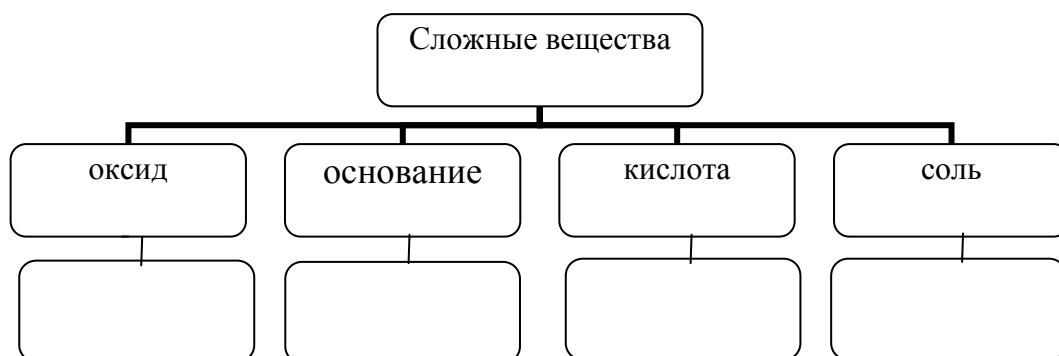 Сложные вещества
оксид
основание
кислота
соль